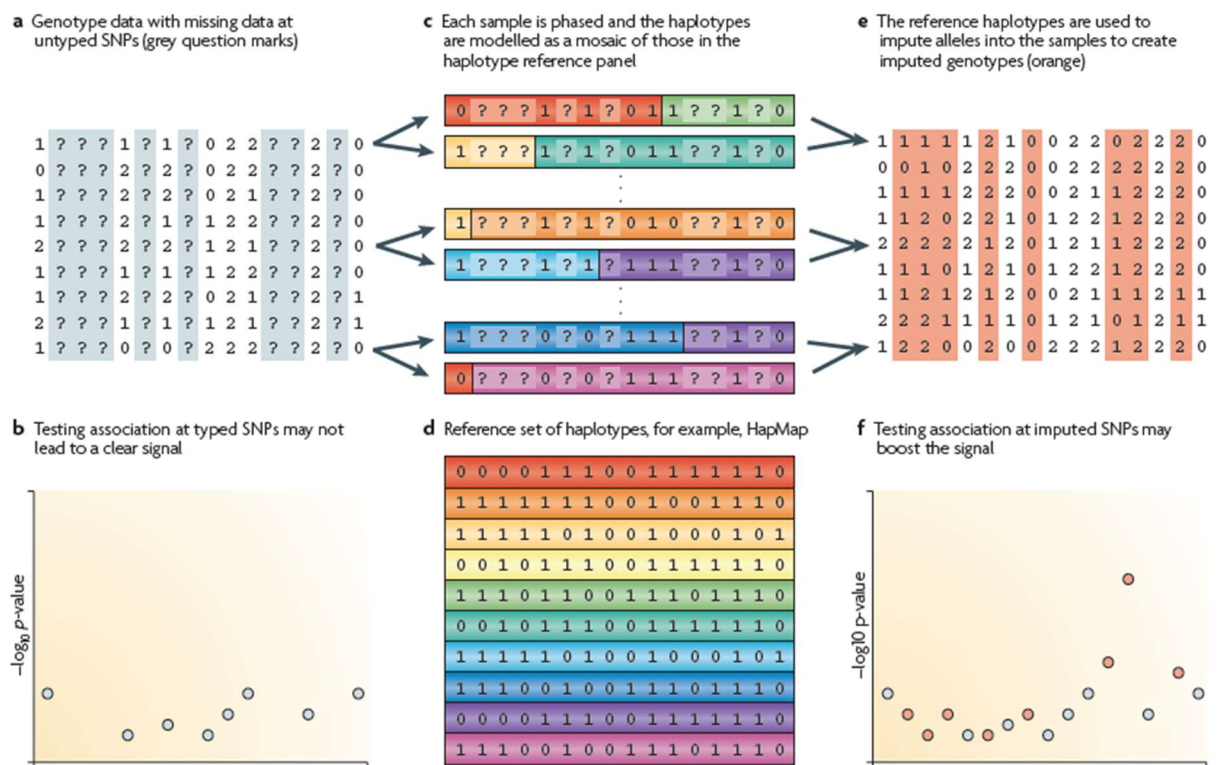 a Genotype data with missing data at
untyped SNPs (grey question marks)
1 ? ? ? 1 ? 1 ? 0 2 2 ? ? 2 ? 0
0 ? ? ? 2 ? 2 ? 0 2 2 ? ? 2 ? 0
1 ? ? ? 2 ? 2 ? 0 2 1 ? ? 2 ? 0
1 ? ? ? 2 ? 1 ? 1 2 2 ? ? 2 ? 0
2 ? ? ? 2 ? 1 ? 1 2 1 ? ? 2 ? 0
1 ? ? ? 1 ? 1 ? 1 2 2 ? ? 2 ? 0
1 ? ? ? 2 ? 2 ? 0 2 1 ? ? 2 ? 1
2 ? ? ? 1 ? 1 ? 1 2 1 ? ? 2 ? 1
1 ? ? ? 0 ? 0 ? 2 2 2 ? ? 2 ? 0
c Each sample is phased and the haplotypes
are modelled as a mosaic of those in the
haplotype reference panel
0 ? ? ? 1 ? 1 ? 0 1 1 ? ? 1 ? 0
1 ? ? ? 1 ? 1 ? 0 1 1 ? ? 1 ? 0
1 ? ? ? 1 ? 1 ? 0 1 0 ? ? 1 ? 0
1 ? ? ? 1 ? 1 ? 1 1 1 ? ? 1 ? 0
1 ? ? ? 0 ? 0 ? 1 1 1 ? ? 1 ? 0
0 ? ? ? 0 ? 0 ? 1 1 1 ? ? 1 ? 0
e The reference haplotypes are used to
impute alleles into the samples to create
imputed genotypes (orange)
1 1 1 1 1 2 1 0 0 2 2 0 2 2 2 0
0 0 1 0 2 2 2 0 0 2 2 2 2 2 2 0
1 1 1 1 2 2 2 0 0 2 1 1 2 2 2 0
1 1 2 0 2 2 1 0 1 2 2 1 2 2 2 0
2 2 2 2 2 1 2 0 1 2 1 1 2 2 2 0
1 1 1 0 1 2 1 0 1 2 2 1 2 2 2 0
1 1 2 1 2 1 2 0 0 2 1 1 1 2 1 1
2 2 2 1 1 1 1 0 1 2 1 0 1 2 1 1
1 2 2 0 0 2 0 0 2 2 2 1 2 2 2 0
b Testing association at typed SNPs may not
lead to a clear signal
–log10 p-value
d Reference set of haplotypes, for example, HapMap
0 0 0 0 1 1 1 0 0 1 1 1 1 1 1 0
1 1 1 1 1 1 1 0 0 1 0 0 1 1 1 0
1 1 1 1 1 0 1 0 0 1 0 0 0 1 0 1
0 0 1 0 1 1 1 0 0 1 1 1 1 1 1 0
1 1 1 0 1 1 0 0 1 1 1 0 1 1 1 0
0 0 1 0 1 1 1 0 0 1 1 1 1 1 1 0
1 1 1 1 1 0 1 0 0 1 0 0 0 1 0 1
1 1 1 0 0 1 0 0 1 1 1 0 1 1 1 0
0 0 0 0 1 1 1 0 0 1 1 1 1 1 1 0
1 1 1 0 0 1 0 0 1 1 1 0 1 1 1 0
f Testing association at imputed SNPs may
boost the signal
–log10 p-value